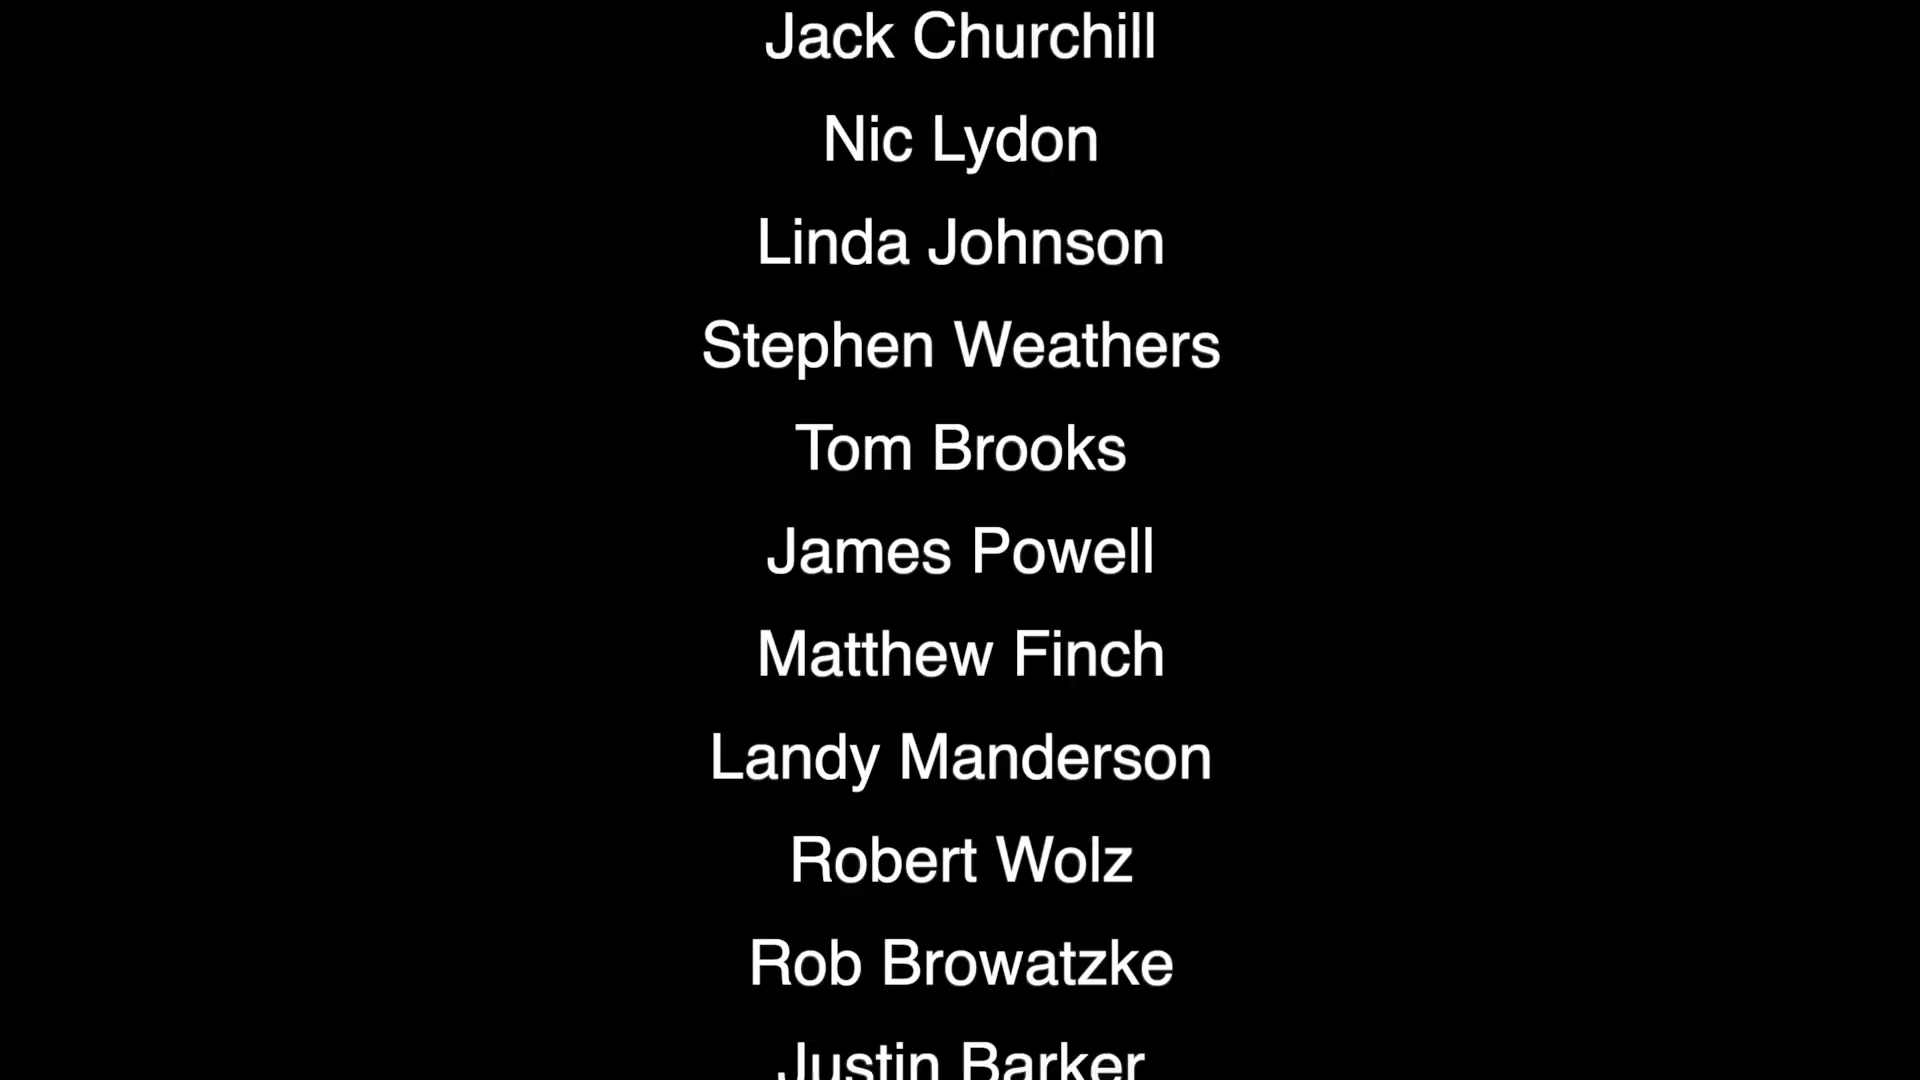 Jack Churchill
Nic Lydon
Linda Johnson
Stephen Weathers
Tom Brooks
James Powell
Matthew Finch
Landy Manderson
Robert Wolz
Rob Browatzke
Justin Barker